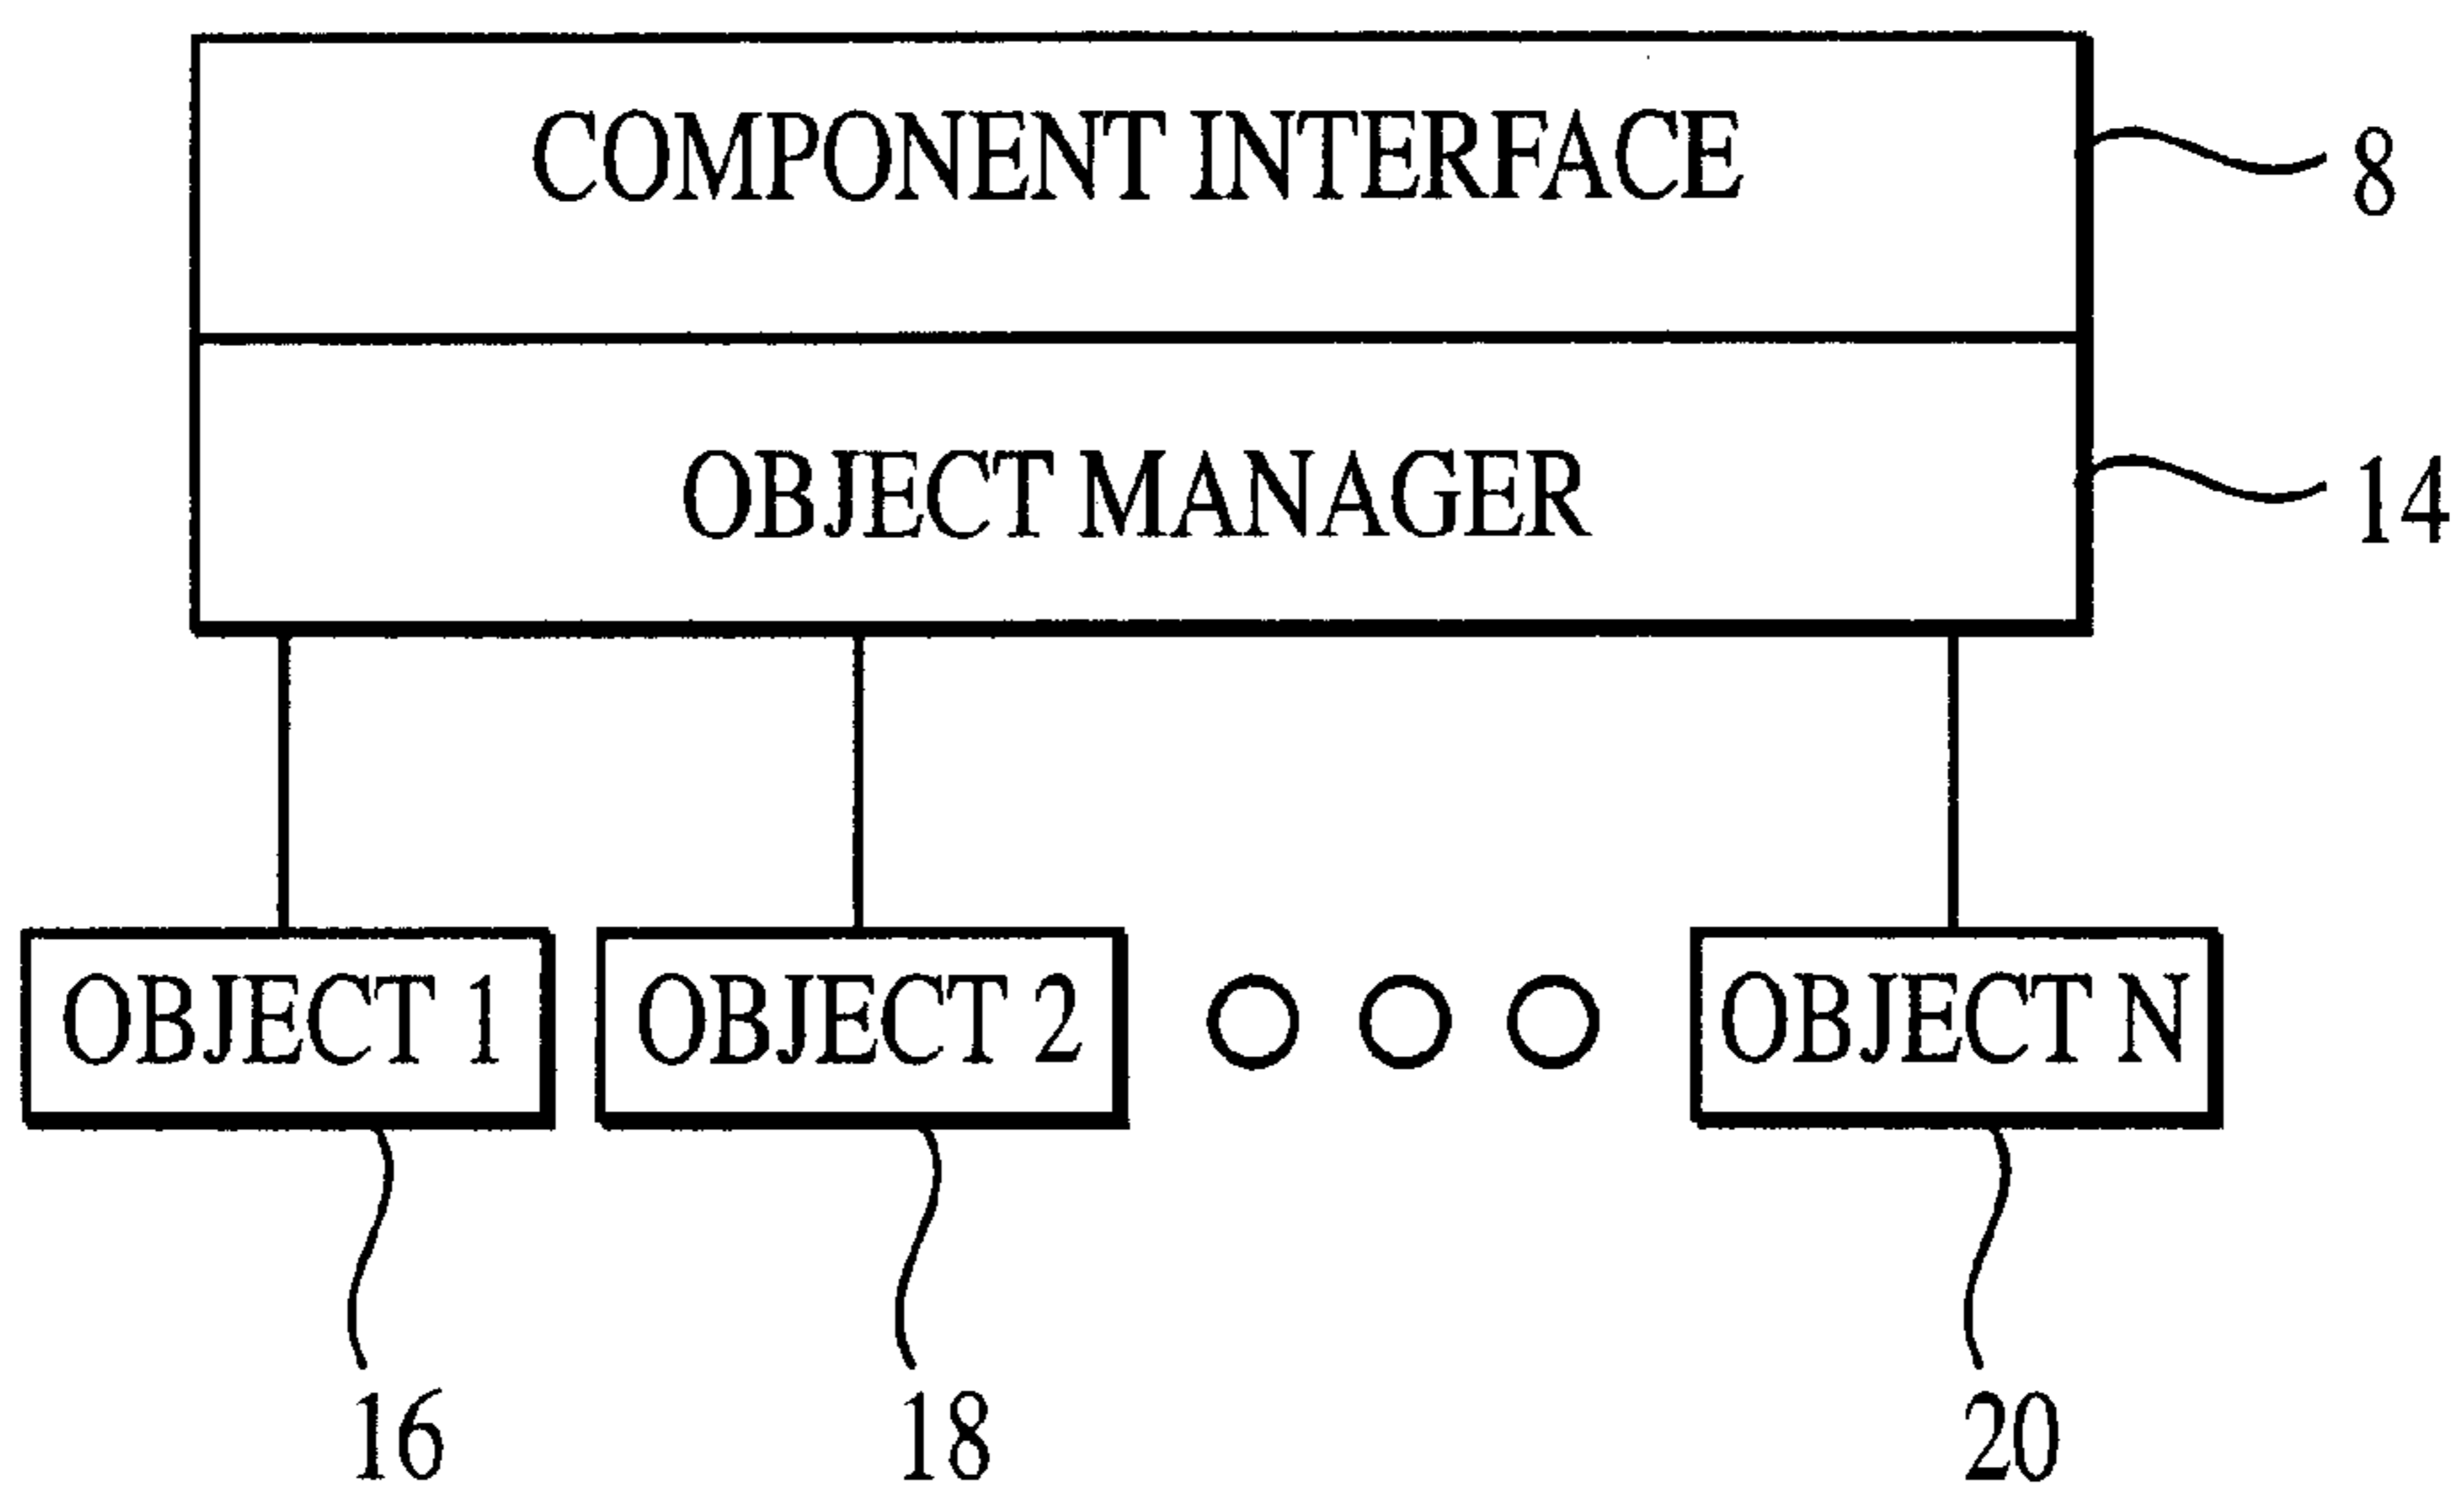 COMPONENT INTERFACE
8
OBJECT MANAGER
14
OBJECT 1
OBJECT 2
OBJECT N
16
18
20